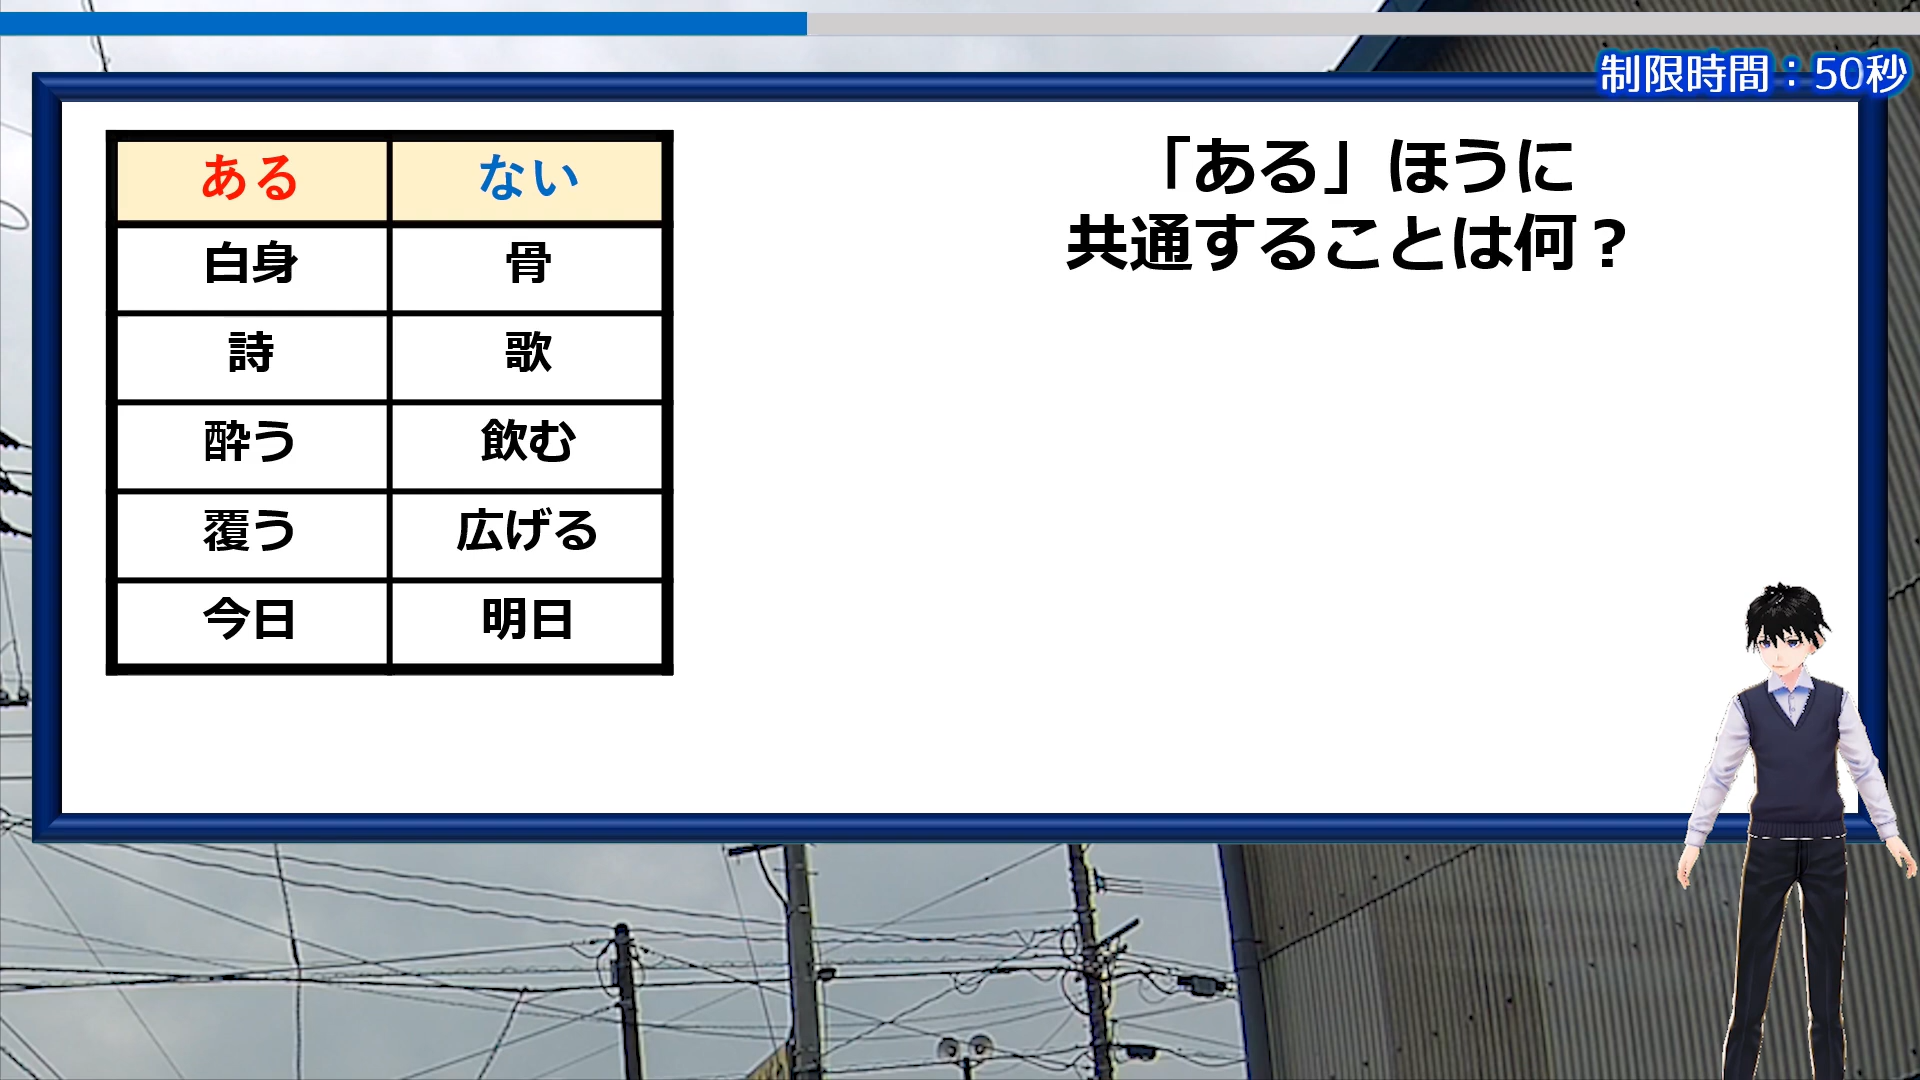 制限時間：50秒
「ある」ほうに
共通することは何？
ある ない
白身 骨
詩 歌
酔う 飲む
覆う 広げる
今日 明日